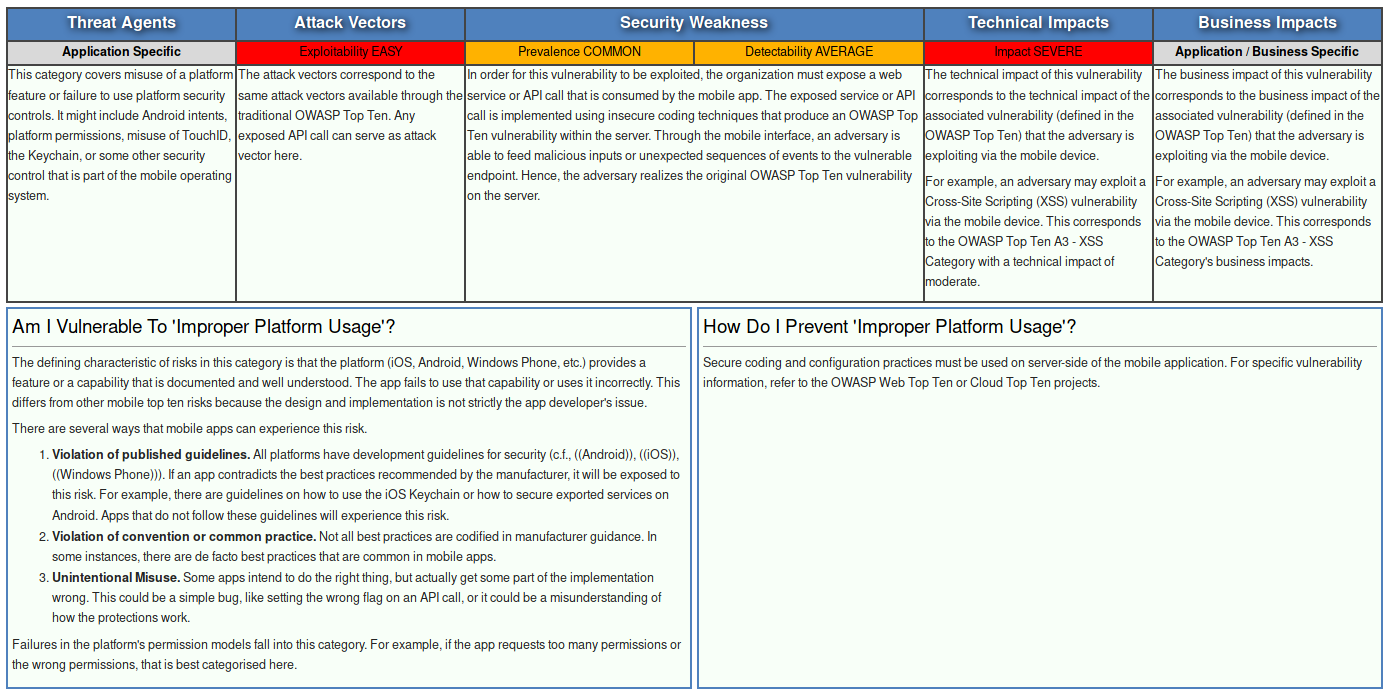 Threat Agents
Attack Vectors
Security Weakness
Technical Impacts
Business Impacts
Application Specific
Exploitability EASY
Prevalence COMMON
Detectability AVERAGE
Impact SEVERE
Application / Business Specific
This category covers misuse of a platform
feature or failure to use platform security
controls. It might include Android intents,
platform permissions, misuse of TouchID,
the Keychain, or some other security
control that is part of the mobile operating
system.
The attack vectors correspond to the
same attack vectors available through the
traditional OWASP Top Ten. Any
exposed API call can serve as attack
vector here.
In order for this vulnerability to be exploited, the organization must expose a web
service or API call that is consumed by the mobile app. The exposed service or API
call is implemented using insecure coding techniques that produce an OWASP Top
Ten vulnerability within the server. Through the mobile interface, an adversary is
able to feed malicious inputs or unexpected sequences of events to the vulnerable
endpoint. Hence, the adversary realizes the original OWASP Top Ten vulnerability
on the server.
The technical impact of this vulnerability
corresponds to the technical impact of the
associated vulnerability (defined in the
OWASP Top Ten) that the adversary is
exploiting via the mobile device.
For example, an adversary may exploit a
Cross-Site Scripting (XSS) vulnerability
via the mobile device. This corresponds
to the OWASP Top Ten A3 - XSS
Category with a technical impact of
moderate.
The business impact of this vulnerability
corresponds to the business impact of the
associated vulnerability (defined in the
OWASP Top Ten) that the adversary is
exploiting via the mobile device.
For example, an adversary may exploit a
Cross-Site Scripting (XSS) vulnerability
via the mobile device. This corresponds
to the OWASP Top Ten A3 - XSS
Category's business impacts.
Am I Vulnerable To 'Improper Platform Usage'?
The defining characteristic of risks in this category is that the platform (iOS, Android, Windows Phone, etc.) provides a
feature or a capability that is documented and well understood. The app fails to use that capability or uses it incorrectly. This
differs from other mobile top ten risks because the design and implementation is not strictly the app developer's issue.
There are several ways that mobile apps can experience this risk.
1. Violation of published guidelines. All platforms have development guidelines for security (c.f., ((Android)), ((iOS)),
((Windows Phone))). If an app contradicts the best practices recommended by the manufacturer, it will be exposed to
this risk. For example, there are guidelines on how to use the iOS Keychain or how to secure exported services on
Android. Apps that do not follow these guidelines will experience this risk.
2. Violation of convention or common practice. Not all best practices are codified in manufacturer guidance. In
some instances, there are de facto best practices that are common in mobile apps.
3. Unintentional Misuse. Some apps intend to do the right thing, but actually get some part of the implementation
wrong. This could be a simple bug, like setting the wrong flag on an API call, or it could be a misunderstanding of
how the protections work.
Failures in the platform's permission models fall into this category. For example, if the app requests too many permissions or
the wrong permissions, that is best categorised here.
How Do I Prevent 'Improper Platform Usage'?
Secure coding and configuration practices must be used on server-side of the mobile application. For specific vulnerability
information, refer to the OWASP Web Top Ten or Cloud Top Ten projects.